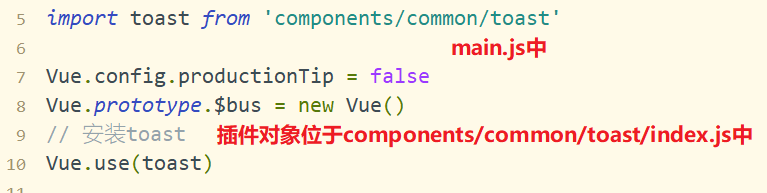 5 import toast from 'components/common/toast'
6 main.js中
7 Vue.config.productionTip = false
8 Vue.prototype.$bus = new Vue()
9 // 安装toast 插件对象位于components/common/toast/index.js中
10 Vue.use(toast)